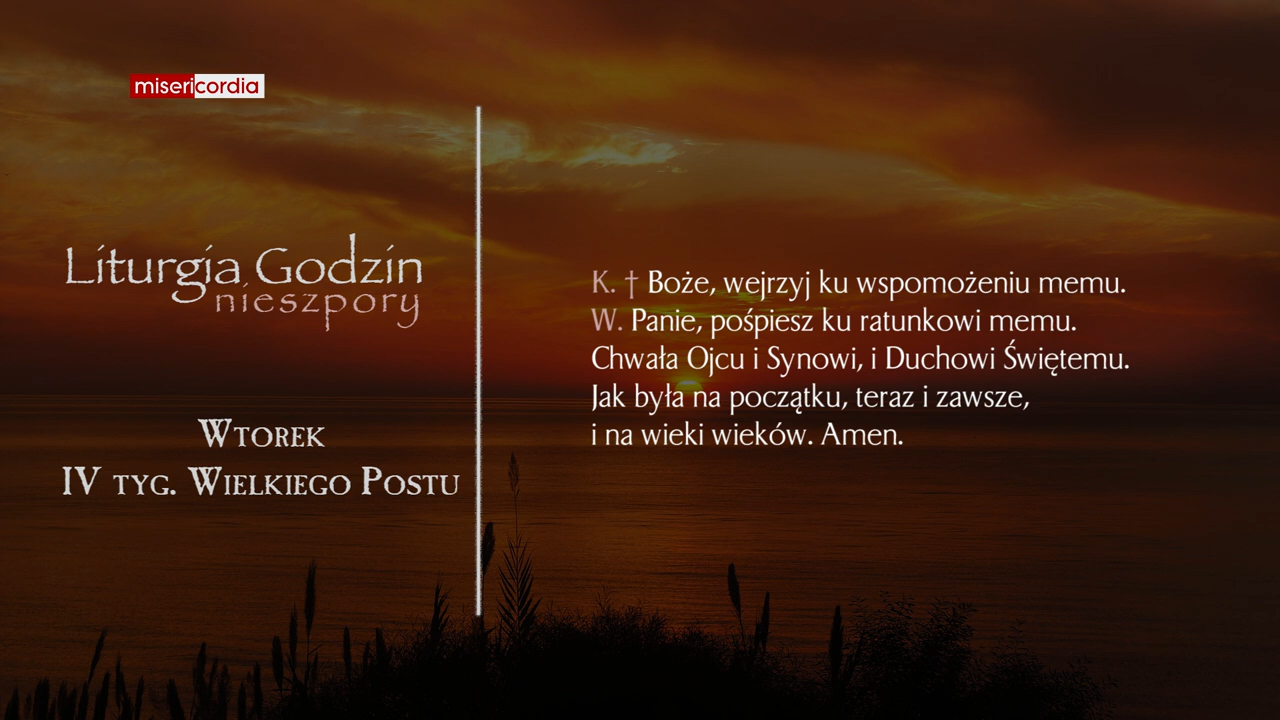 misericordia
Liturgia Godzin
nieszpory
Wtorek
IV tyg. Wielkiego Postu
K. † Boże, wejrzyj ku wspomożeniu memu.
W. Panie, pośpiesz ku ratunkowi memu.
Chwała Ojcu i Synowi, i Duchowi Świętemu.
Jak była na początku, teraz i zawsze,
i na wieki wieków. Amen.